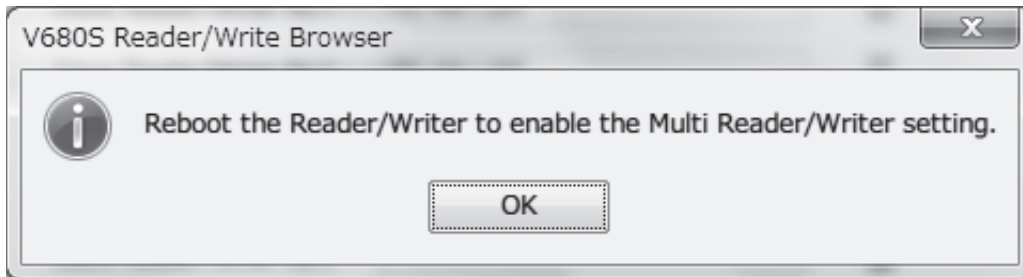 V680S Reader/Write Browser
Reboot the Reader/Writer to enable the Multi Reader/Writer setting.
OK